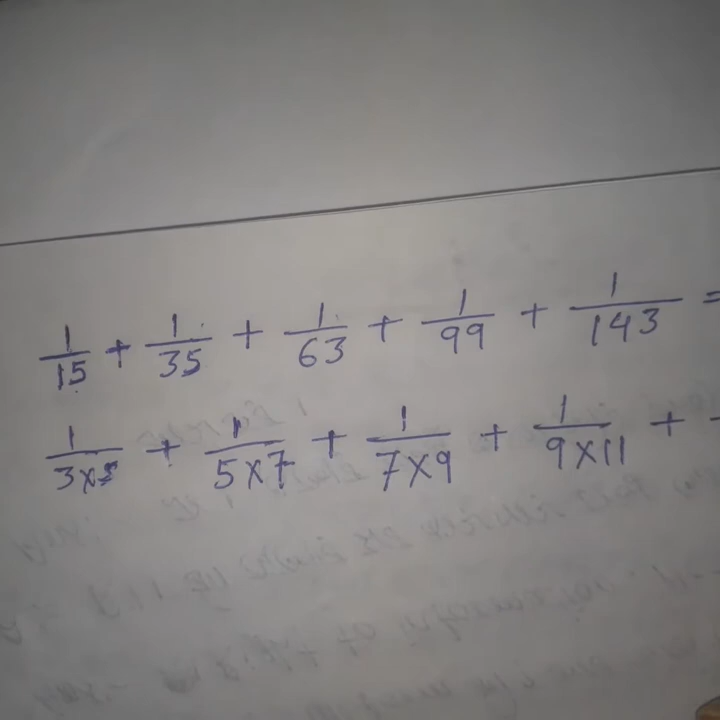 1/15 + 1/35 + 1/63 + 1/99 + 1/143 =
1/3×5 + 1/5×7 + 1/7×9 + 1/9×11 +